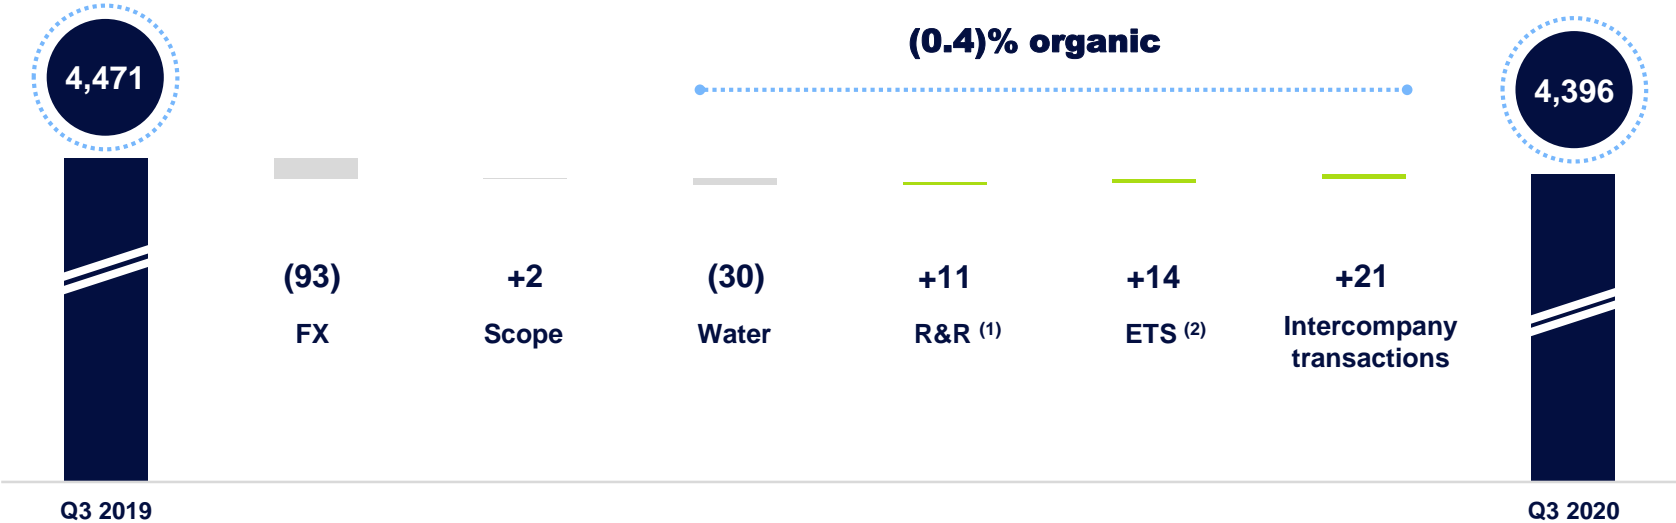 (0.4)% organic
4,471
4,396
(93)
+2
(30)
+11
+14
+21
FX
Scope
Water
R&R (1)
ETS (2)
Intercompany
transactions
Q3 2019
Q3 2020